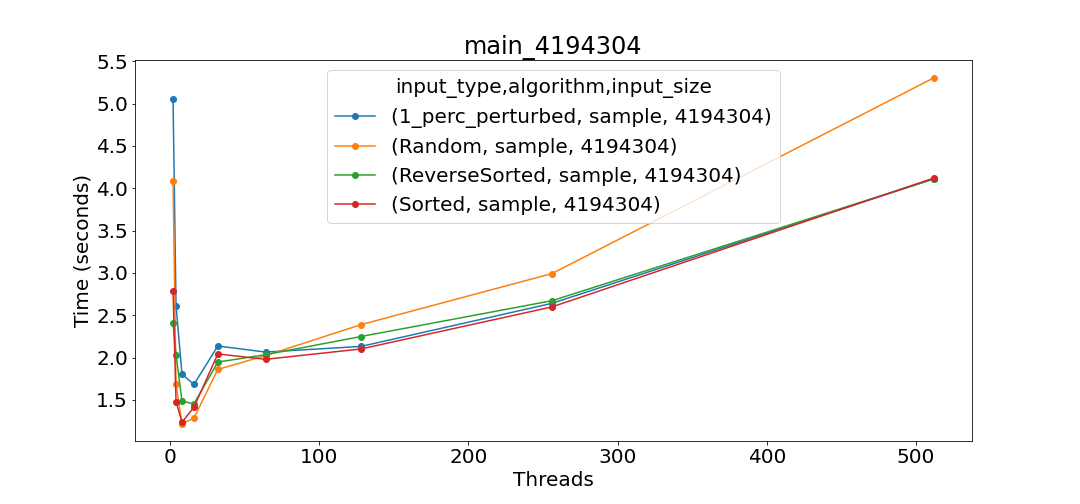 main_4194304
5.5
5.0
4.5
4.0
3.5
3.0
2.5
2.0
1.5
Time (seconds)
input_type,algorithm,input_size
(1_perc_perturbed, sample, 4194304)
(Random, sample, 4194304)
(ReverseSorted, sample, 4194304)
(Sorted, sample, 4194304)
0 100 200 300 400 500
Threads